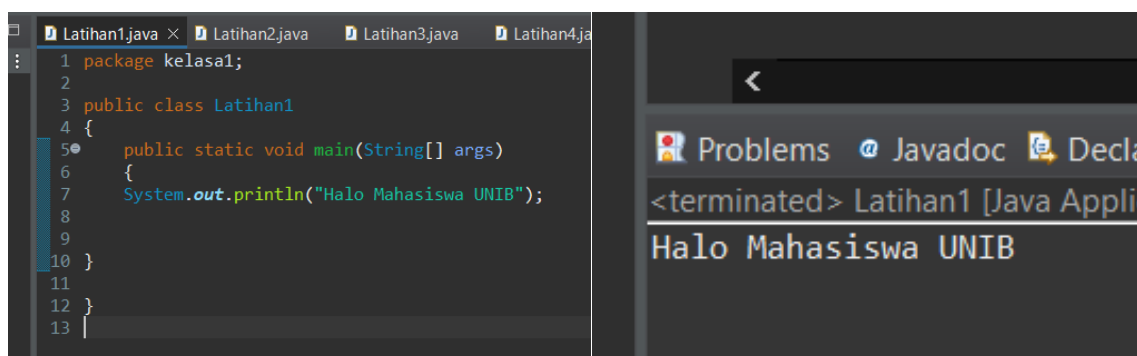 Latihan1.java Latihan2.java Latihan3.java Latihan4.ja
1 package kelasa1;
2
3 public class Latihan1
4 {
5 public static void main(String[] args)
6 {
7 System.out.println("Halo Mahasiswa UNIB");
8
9
10 }
11
12 }
13
Problems @ Javadoc Decla
<terminated> Latihan1 [Java Appli
Halo Mahasiswa UNIB